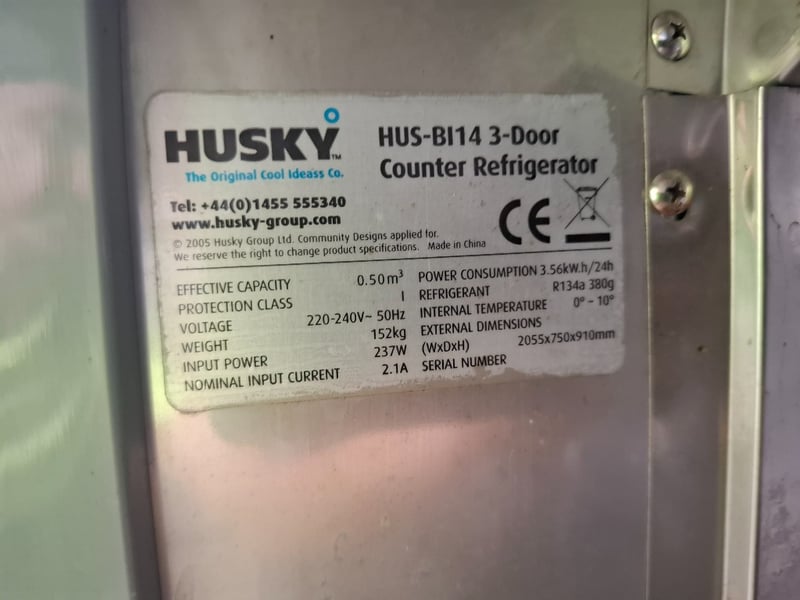 HUSKY™
The Original Cool Ideass Co.
HUS-BI14 3-Door
Counter Refrigerator
Tel: +44(0)1455 555340
www.husky-group.com
© 2005 Husky Group Ltd. Community Designs applied for.
We reserve the right to change product specifications. Made in China
CE
EFFECTIVE CAPACITY 0.50m³
PROTECTION CLASS I
VOLTAGE 220-240V~ 50Hz
WEIGHT 152kg
INPUT POWER 237W
NOMINAL INPUT CURRENT 2.1A
POWER CONSUMPTION 3.56kW.h/24h
REFRIGERANT R134a 380g
INTERNAL TEMPERATURE 0° - 10°
EXTERNAL DIMENSIONS
(WxDxH) 2055x750x910mm
SERIAL NUMBER